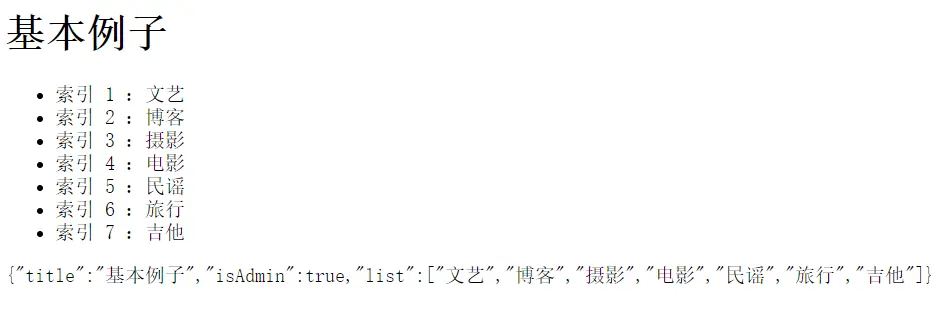 基本例子
索引 1 ：文艺
索引 2 ：博客
索引 3 ：摄影
索引 4 ：电影
索引 5 ：民谣
索引 6 ：旅行
索引 7 ：吉他
{"title":"基本例子","isAdmin":true,"list":["文艺","博客","摄影","电影","民谣","旅行","吉他"]}